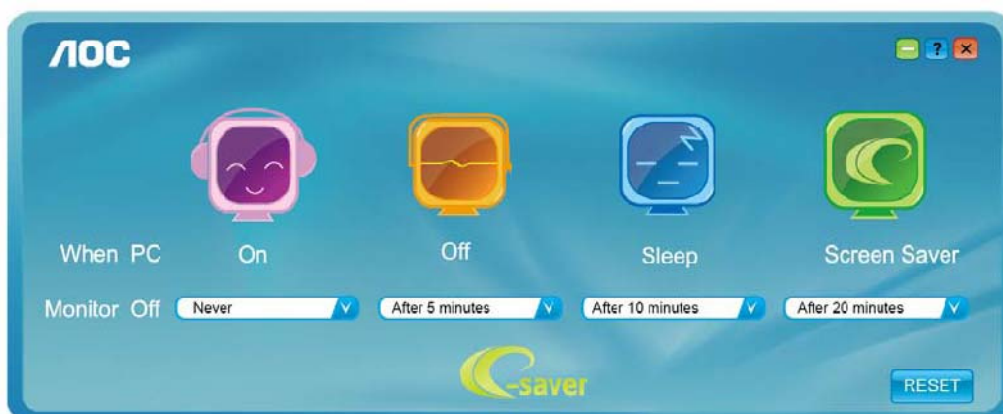 AOC
?
When PC On Off Sleep Screen Saver
Monitor Off Never After 5 minutes After 10 minutes After 20 minutes
e-saver
RESET